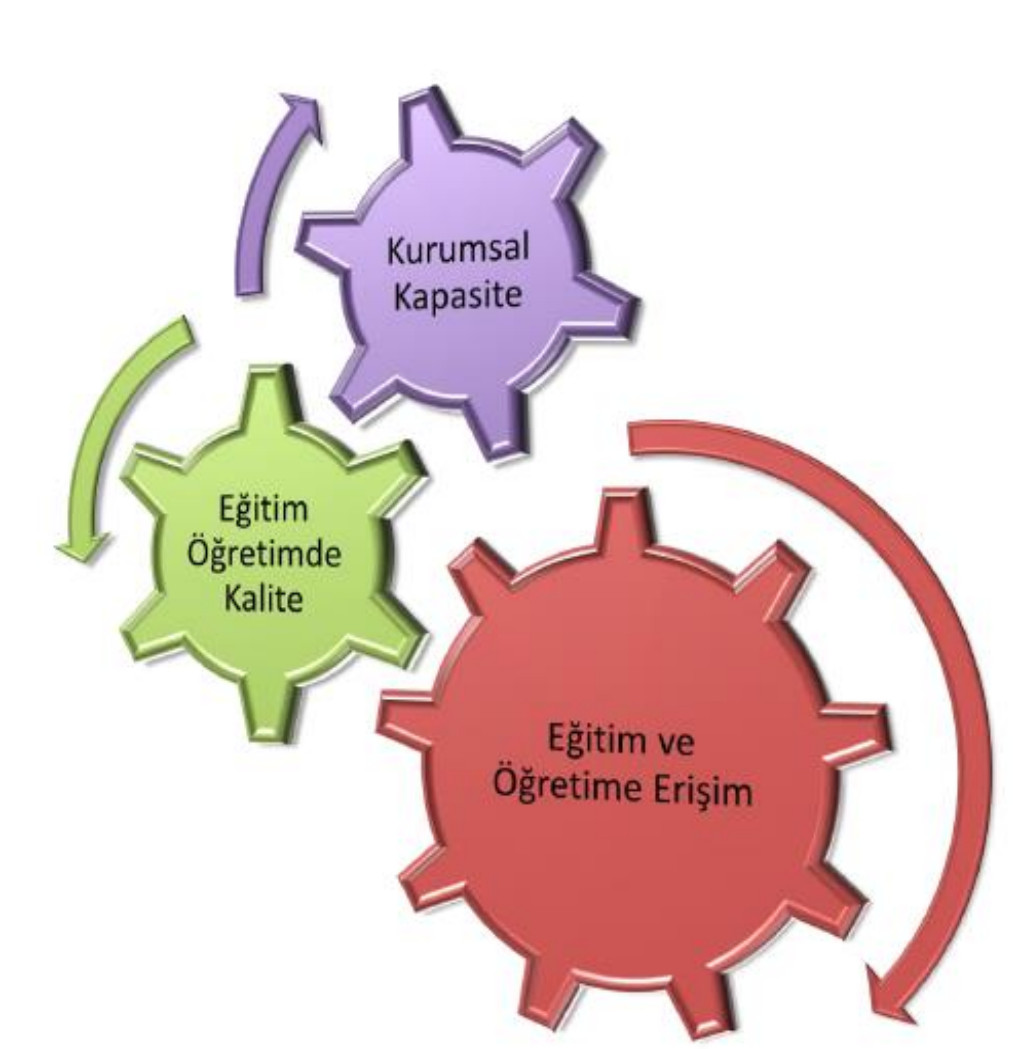 Kurumsal
Kapasite
Eğitim
Öğretimde
Kalite
Eğitim ve
Öğretime Erişim